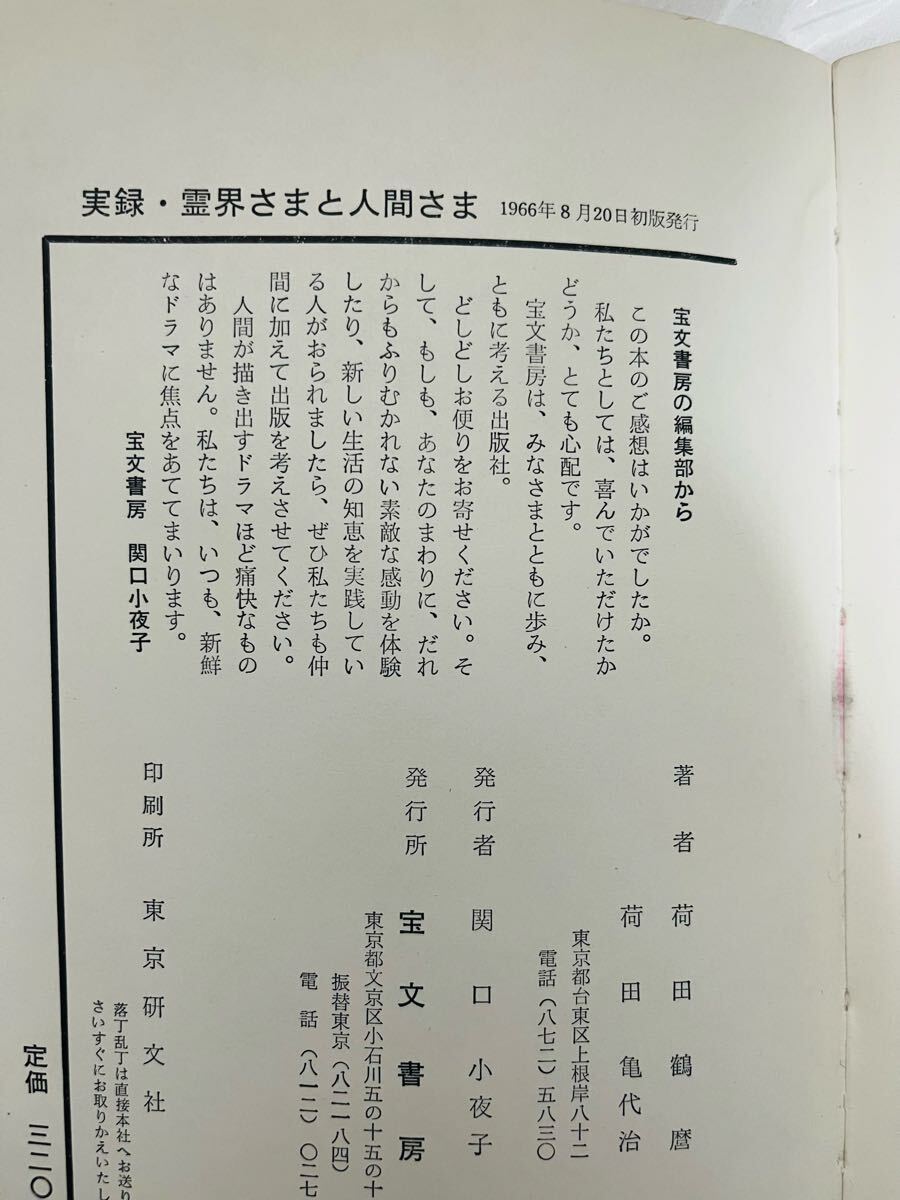 実録・霊界さまと人間さま 1966年8月20日初版発行
宝文書房の編集部から
この本のご感想はいかがでしたか。
私たちとしては、喜んでいただけたか
どうか、とても心配です。
宝文書房は、みなさまとともに歩み、
ともに考える出版社。
どしどしお便りをお寄せください。そ
して、もしも、あなたのまわりに、だれ
からもふりむかれない素敵な感動を体験
したり、新しい生活の知恵を実践してい
る人がおられましたら、ぜひ私たちも仲
間に加えて出版を考えさせてください。
人間が描き出すドラマほど痛快なもの
はありません。私たちは、いつも、新鮮
なドラマに焦点をあててまいります。
宝文書房 関口小夜子
著者 荷田鶴麿
荷田亀代治
東京都台東区上根岸八十二
電話(八七二)五八三〇
発行者 関口小夜子
発行所 宝文書房
東京都文京区小石川五の十五の十
振替東京(八二一八四)
電話(八一二)〇二七
印刷所 東京研文社
落丁乱丁は直接本社へお送り
さいすぐにお取りかえいたし
定価 三二〇